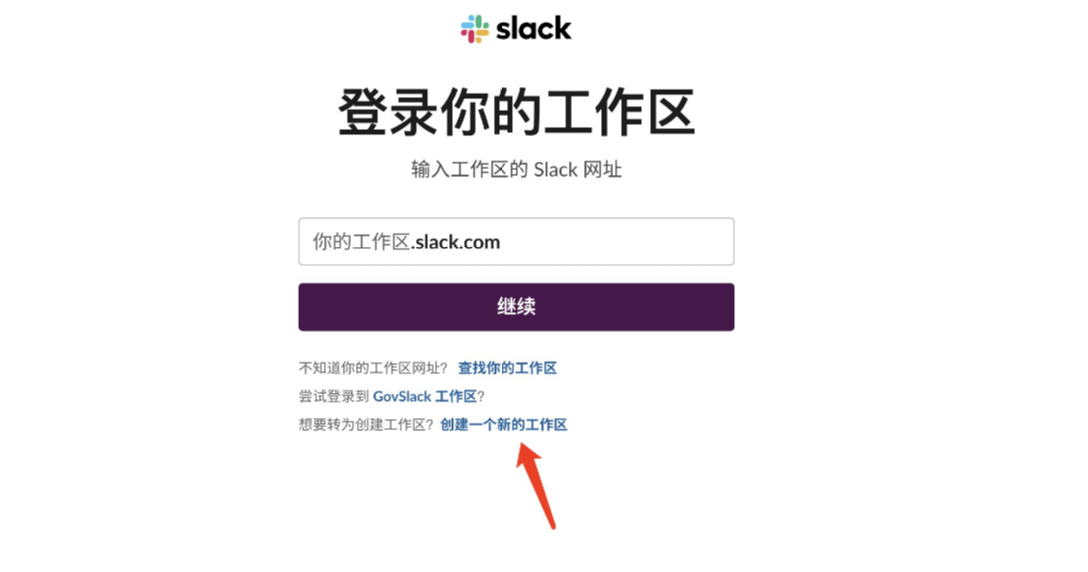 slack
登录你的工作区
输入工作区的 Slack 网址
你的工作区.slack.com
继续
不知道你的工作区网址? 查找你的工作区
尝试登录到 GovSlack 工作区?
想要转为创建工作区? 创建一个新的工作区